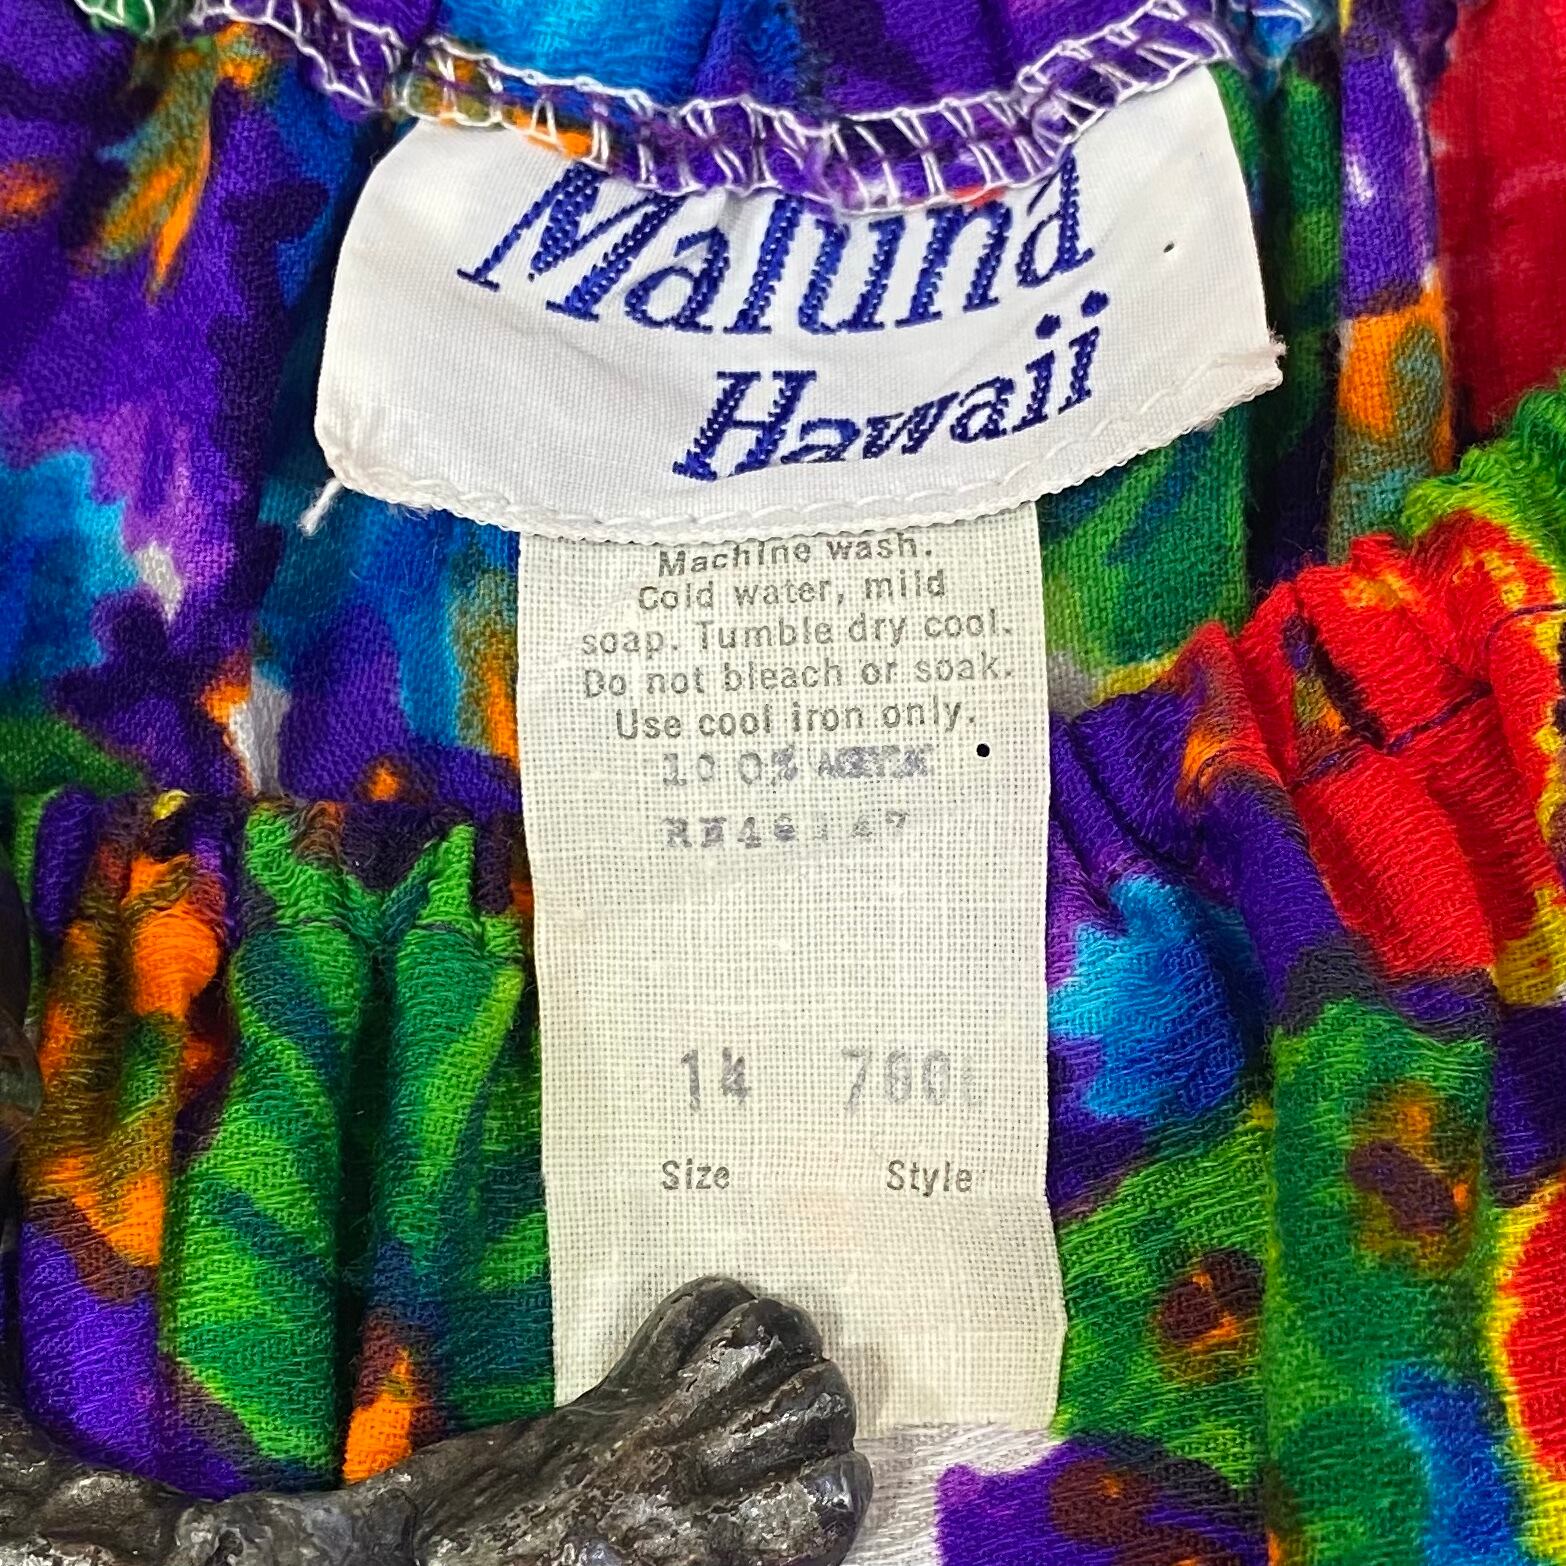 Malund
Hawaii
Machine wash.
Cold water, mild
soap. Tumble dry cool.
Do not bleach or soak.
Use cool iron only.
100%
14
Size Style